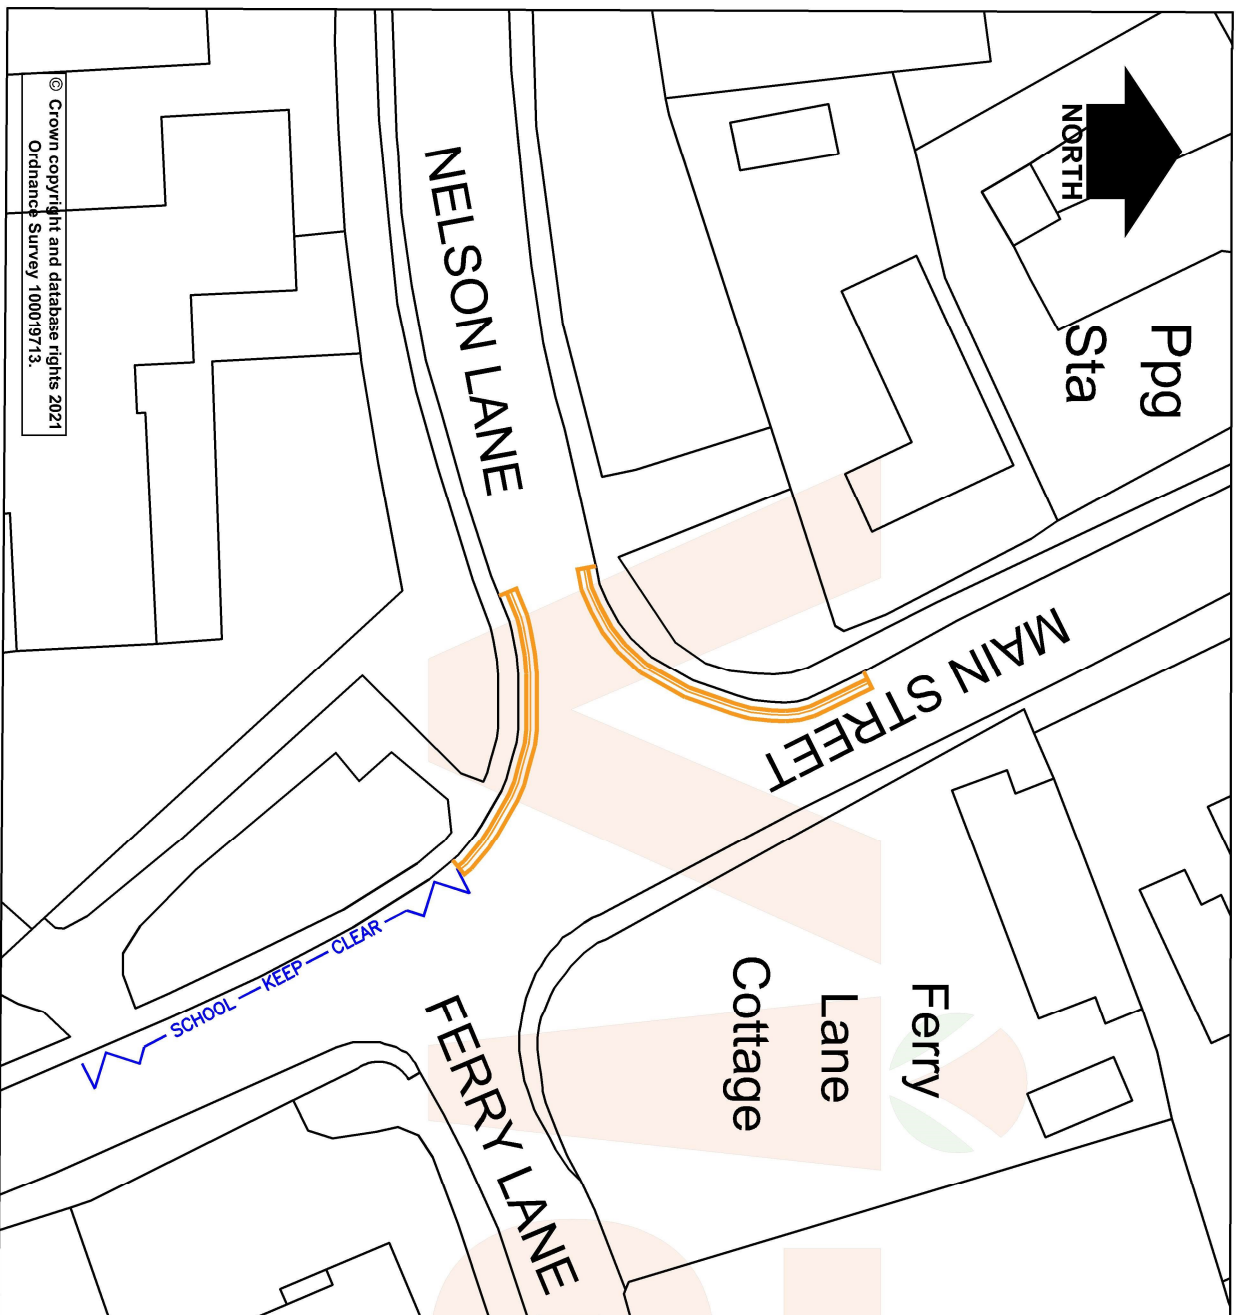 NORTH
Ppg
Sta
NELSON LANE
MAIN STREET
Ferry
Lane
Cottage
FERRY LANE
SCHOOL KEEP CLEAR
© Crown copyright and database rights 2021
Ordnance Survey 100019713.